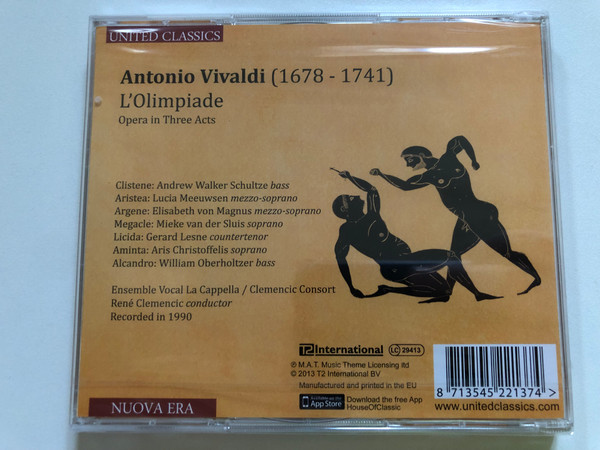 UNITED CLASSICS
Antonio Vivaldi (1678 - 1741)
L'Olimpiade
Opera in Three Acts
Clistene: Andrew Walker Schultze bass
Aristea: Lucia Meeuwsen mezzo-soprano
Argene: Elisabeth von Magnus mezzo-soprano
Megacle: Mieke van der Sluis soprano
Licida: Gerard Lesne countertenor
Aminta: Aris Christoffelis soprano
Alcandro: William Oberholtzer bass
Ensemble Vocal La Cappella / Clemencic Consort
René Clemencic conductor
Recorded in 1990
T2 International LC 29413
℗ M.A.T. Music Theme Licensing ltd
© 2013 T2 International BV
Manufactured and printed in the EU
App Store
Download the free App
HouseOfClassic
8 713545 221374 >
www.unitedclassics.com
NUOVA ERA